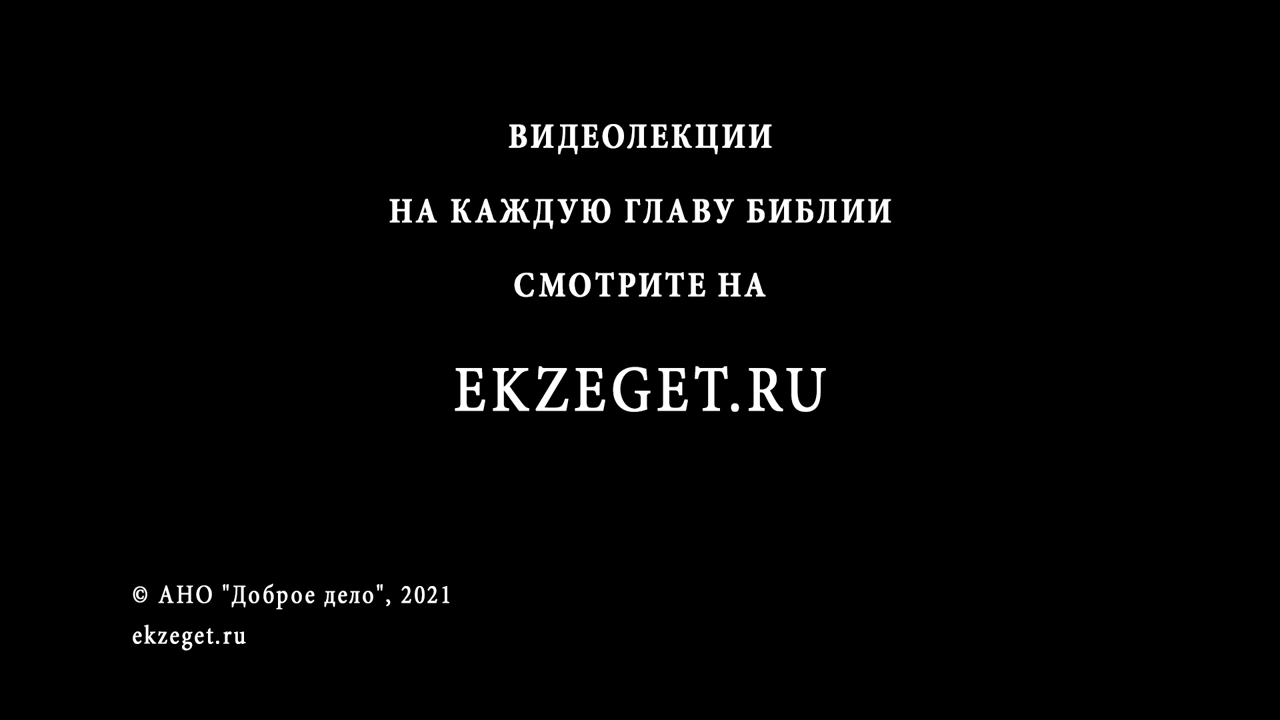 ВИДЕОЛЕКЦИИ
НА КАЖДУЮ ГЛАВУ БИБЛИИ
СМОТРИТЕ НА
EKZEGET.RU
© АНО "Доброе дело", 2021
ekzeget.ru